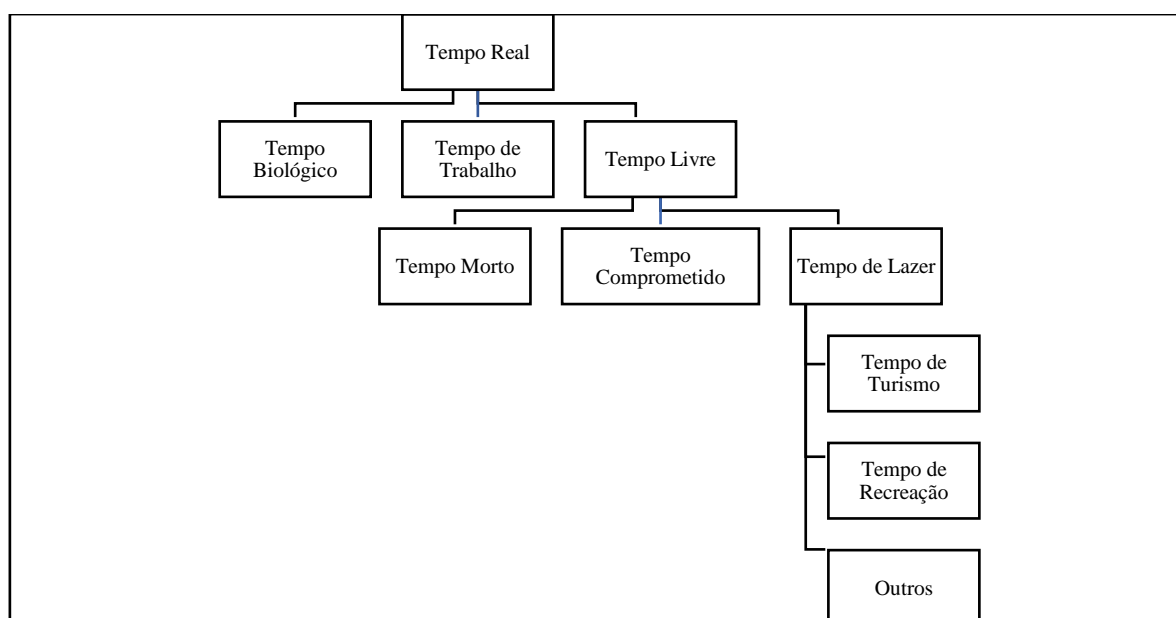 Tempo Real
Tempo
Biológico
Tempo de
Trabalho
Tempo Livre
Tempo Morto
Tempo
Comprometido
Tempo de Lazer
Tempo de
Turismo
Tempo de
Recreação
Outros